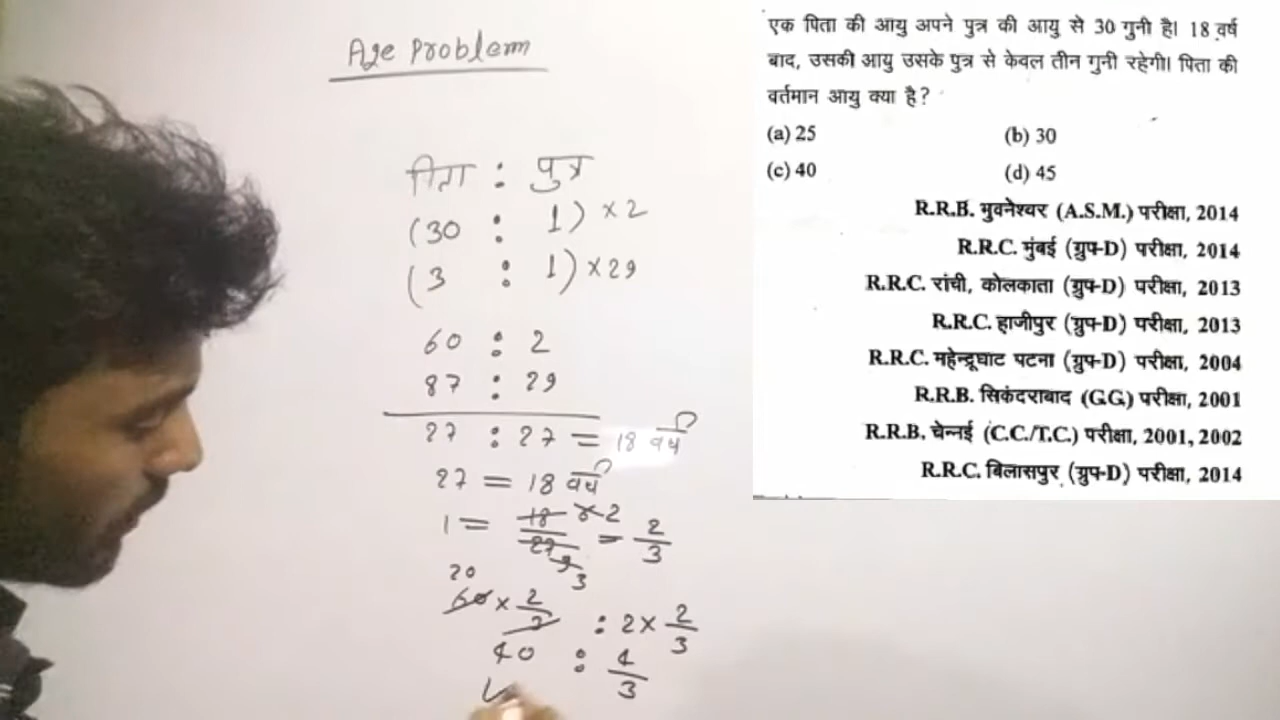 Age Problem
पिता : पुत्र
(30 : 1) × 2
(3 : 1) × 29
60 : 2
87 : 29
27 : 27 = 18 वर्ष
27 = 18 वर्ष
1 = 18/27 = 2/3
20
60 × 2/3 : 2 × 2/3
40 : 4/3
एक पिता की आयु अपने पुत्र की आयु से 30 गुनी है। 18 वर्ष
बाद, उसकी आयु उसके पुत्र से केवल तीन गुनी रहेगी। पिता की
वर्तमान आयु क्या है?
(a) 25 (b) 30
(c) 40 (d) 45
R.R.B. भुवनेश्वर (A.S.M.) परीक्षा, 2014
R.R.C. मुंबई (ग्रुप-D) परीक्षा, 2014
R.R.C. रांची, कोलकाता (ग्रुप-D) परीक्षा, 2013
R.R.C. हाजीपुर (ग्रुप-D) परीक्षा, 2013
R.R.C. महेन्द्रूघाट पटना (ग्रुप-D) परीक्षा, 2004
R.R.B. सिकंदराबाद (G.G) परीक्षा, 2001
R.R.B. चेन्नई (C.C./T.C.) परीक्षा, 2001, 2002
R.R.C. बिलासपुर (ग्रुप-D) परीक्षा, 2014